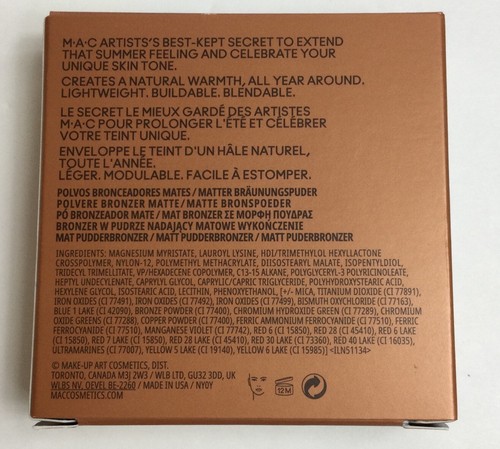 M·A·C ARTISTS'S BEST-KEPT SECRET TO EXTEND
THAT SUMMER FEELING AND CELEBRATE YOUR
UNIQUE SKIN TONE.
CREATES A NATURAL WARMTH, ALL YEAR AROUND.
LIGHTWEIGHT. BUILDABLE. BLENDABLE.
LE SECRET LE MIEUX GARDÉ DES ARTISTES
M·A·C POUR PROLONGER L'ÉTÉ ET CÉLÉBRER
VOTRE TEINT UNIQUE.
ENVELOPPE LE TEINT D'UN HÂLE NATUREL,
TOUTE L'ANNÉE.
LÉGER. MODULABLE. FACILE À ESTOMPER.
POLVOS BRONCEADORES MATES / MATTER BRÄUNUNGSPUDER
POLVERE BRONZER MATTE / MATTE BRONSPOEDER
PÓ BRONZEADOR MATE / MAT BRONZER ΣΕ ΜΟΡΦΗ ΠΟΥΔΡΑΣ
BRONZER W PUDRZE NADAJĄCY MATOWE WYKOŃCZENIE
MAT PUDDERBRONZER / MATT PUDERBRONZER / MATT PUDERBRONZER
INGREDIENTS: MAGNESIUM MYRISTATE, LAUROYL LYSINE, HDI/TRIMETHYLOL HEXYLLACTONE
CROSSPOLYMER, NYLON-12, POLYMETHYL METHACRYLATE, DIISOSTEARYL MALATE, ISOPENTYLDIOL,
TRIDECYL TRIMELLITATE, VP/HEXADECENE COPOLYMER, C13-15 ALKANE, POLYGLYCERYL-3 POLYRICINOLEATE,
HEPTYL UNDECYLENATE, CAPRYLYL GLYCOL, CAPRYLIC/CAPRIC TRIGLYCERIDE, POLYHYDROXYSTEARIC ACID,
HEXYLENE GLYCOL, ISOSTEARIC ACID, LECITHIN, PHENOXYETHANOL, [+/- MICA, TITANIUM DIOXIDE (CI 77891),
IRON OXIDES (CI 77491), IRON OXIDES (CI 77492), IRON OXIDES (CI 77499), BISMUTH OXYCHLORIDE (CI 77163),
BLUE 1 LAKE (CI 42090), BRONZE POWDER (CI 77400), CHROMIUM HYDROXIDE GREEN (CI 77289), CHROMIUM
OXIDE GREENS (CI 77288), COPPER POWDER (CI 77400), FERRIC AMMONIUM FERROCYANIDE (CI 77510), FERRIC
FERROCYANIDE (CI 77510), MANGANESE VIOLET (CI 77742), RED 6 (CI 15850), RED 28 (CI 45410), RED 6 LAKE
(CI 15850), RED 7 LAKE (CI 15850), RED 28 LAKE (CI 45410), RED 30 LAKE (CI 73360), RED 40 LAKE (CI 16035),
ULTRAMARINES (CI 77007), YELLOW 5 LAKE (CI 19140), YELLOW 6 LAKE (CI 15985)] <ILN51134>
© MAKE-UP ART COSMETICS, DIST.
TORONTO, CANADA M3J 2W3 / WLB LTD, GU32 3DD, UK
WLBS NV, OEVEL BE-2260 / MADE IN USA / NY0Y
MACCOSMETICS.COM
12M